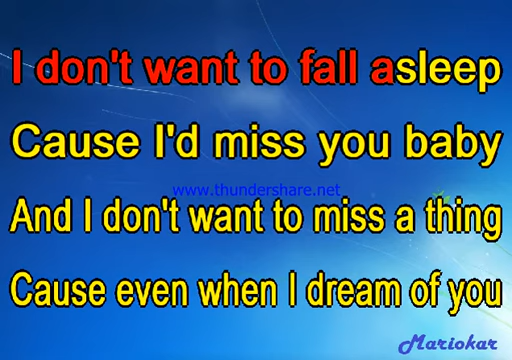 I don't want to fall asleep
Cause I'd miss you baby
www.thundershare.net
And I don't want to miss a thing
Cause even when I dream of you
Mariokar